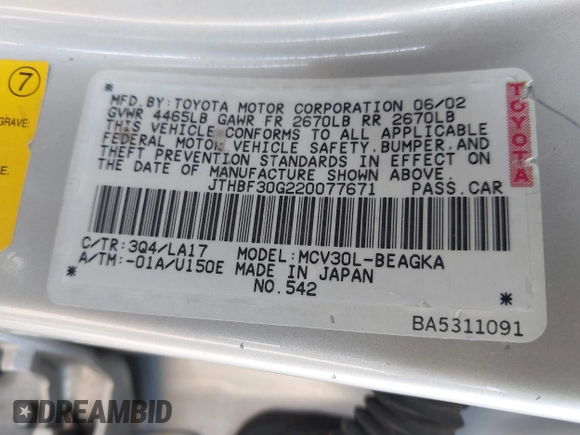 7
GRAVE:
MFD.BY:TOYOTA MOTOR CORPORATION 06/02
GVWR 4465LB GAWR FR 2670LB RR 2670LB
THIS VEHICLE CONFORMS TO ALL APPLICABLE
FEDERAL MOTOR VEHICLE SAFETY,BUMPER,AND
THEFT PREVENTION STANDARDS IN EFFECT ON
THE DATE OF MANUFACTURE SHOWN ABOVE.
JTHBF30G220077671 PASS.CAR
TOYOTA
C/TR:3Q4/LA17 MODEL:MCV30L-BEAGKA
A/TM:-01A/U150E MADE IN JAPAN
NO.542
BA5311091
DREAMBID